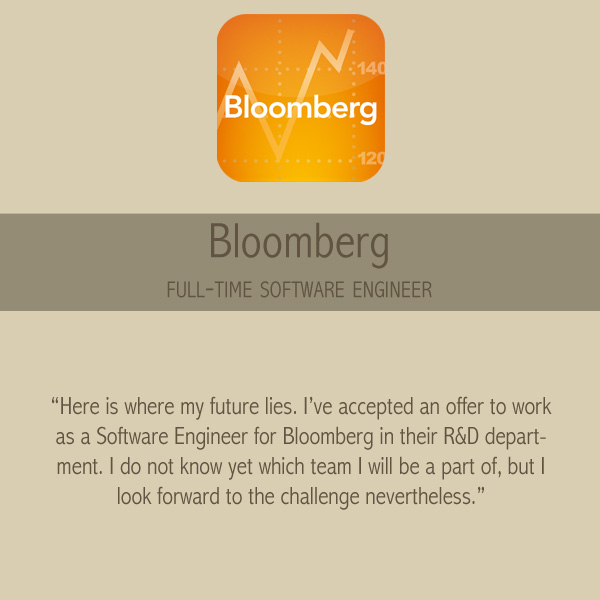 140
Bloomberg
120
Bloomberg
FULL-TIME SOFTWARE ENGINEER
“Here is where my future lies. I’ve accepted an offer to work
as a Software Engineer for Bloomberg in their R&D depart-
ment. I do not know yet which team I will be a part of, but I
look forward to the challenge nevertheless.”